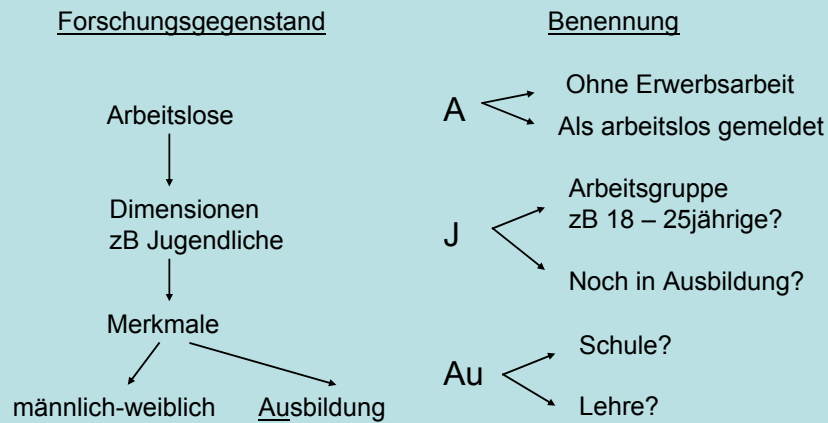 Forschungsgegenstand
Arbeitslose
Dimensionen
zB Jugendliche
Merkmale
männlich-weiblich
Ausbildung
Benennung
A
Ohne Erwerbsarbeit
Als arbeitslos gemeldet
J
Arbeitsgruppe
zB 18 – 25jährige?
Noch in Ausbildung?
Au
Schule?
Lehre?